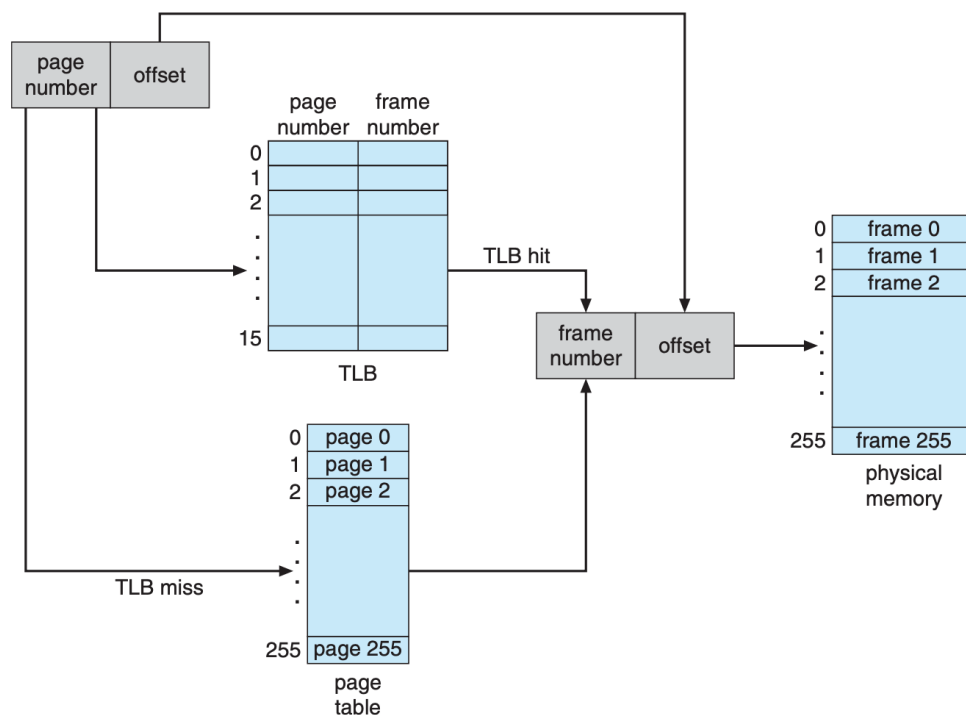 page
number
offset
page
number
frame
number
0
1
2
.
.
.
.
15
TLB
TLB hit
frame
number
offset
0 frame 0
1 frame 1
2 frame 2
.
.
.
.
255 frame 255
physical
memory
TLB miss
0 page 0
1 page 1
2 page 2
.
.
.
.
255 page 255
page
table